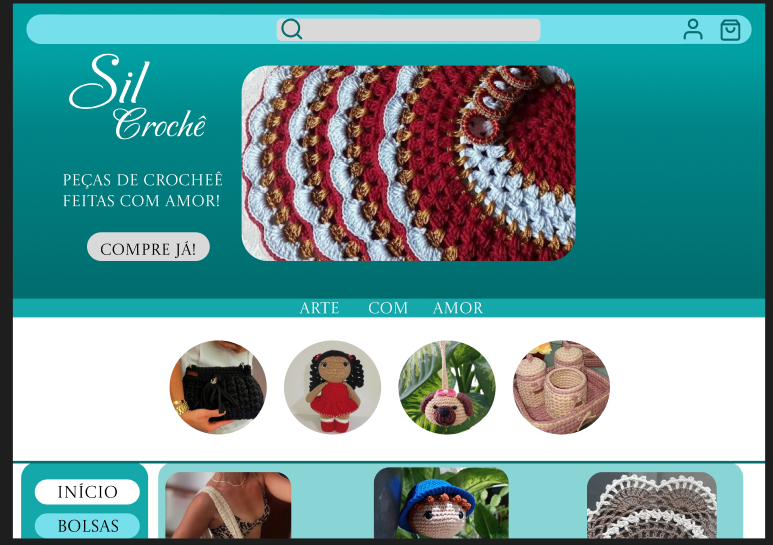 Sil
Crochê
PEÇAS DE CROCHEÊ
FEITAS COM AMOR!
COMPRE JÁ!
ARTE COM AMOR
INÍCIO
BOLSAS